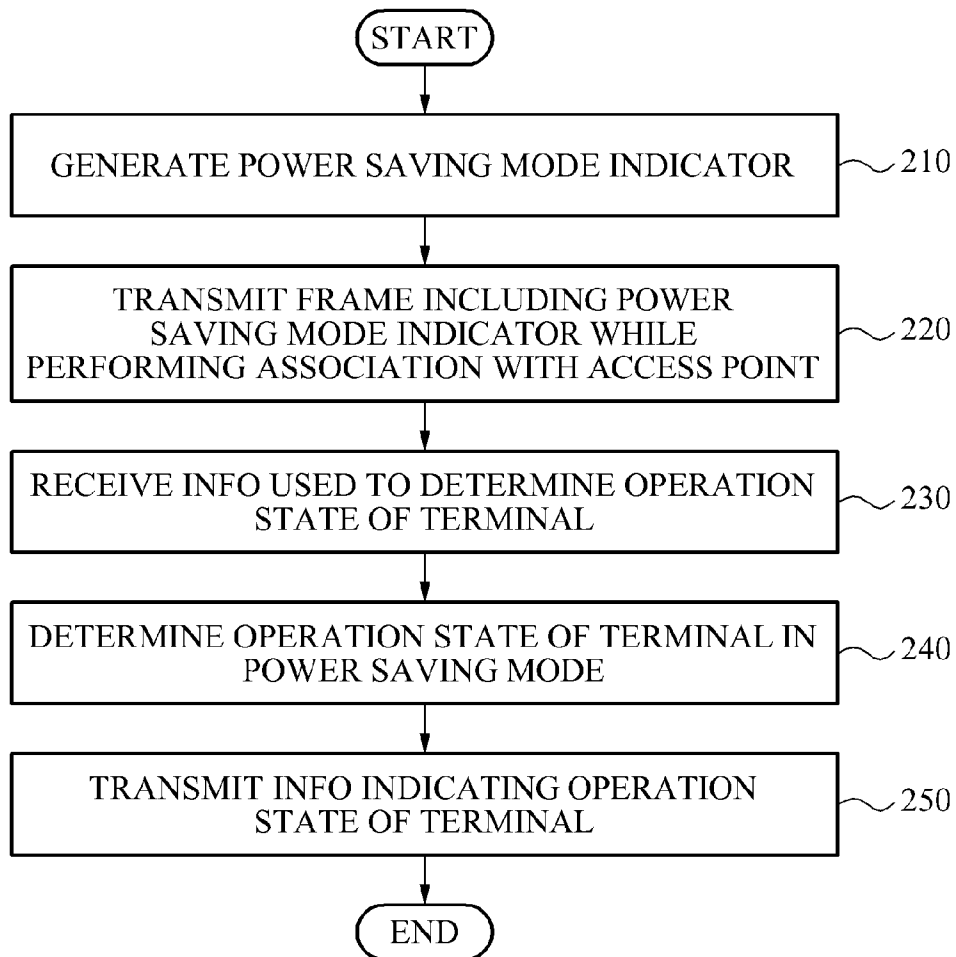 START
GENERATE POWER SAVING MODE INDICATOR
210
TRANSMIT FRAME INCLUDING POWER
SAVING MODE INDICATOR WHILE
PERFORMING ASSOCIATION WITH ACCESS POINT
220
RECEIVE INFO USED TO DETERMINE OPERATION
STATE OF TERMINAL
230
DETERMINE OPERATION STATE OF TERMINAL IN
POWER SAVING MODE
240
TRANSMIT INFO INDICATING OPERATION
STATE OF TERMINAL
250
END